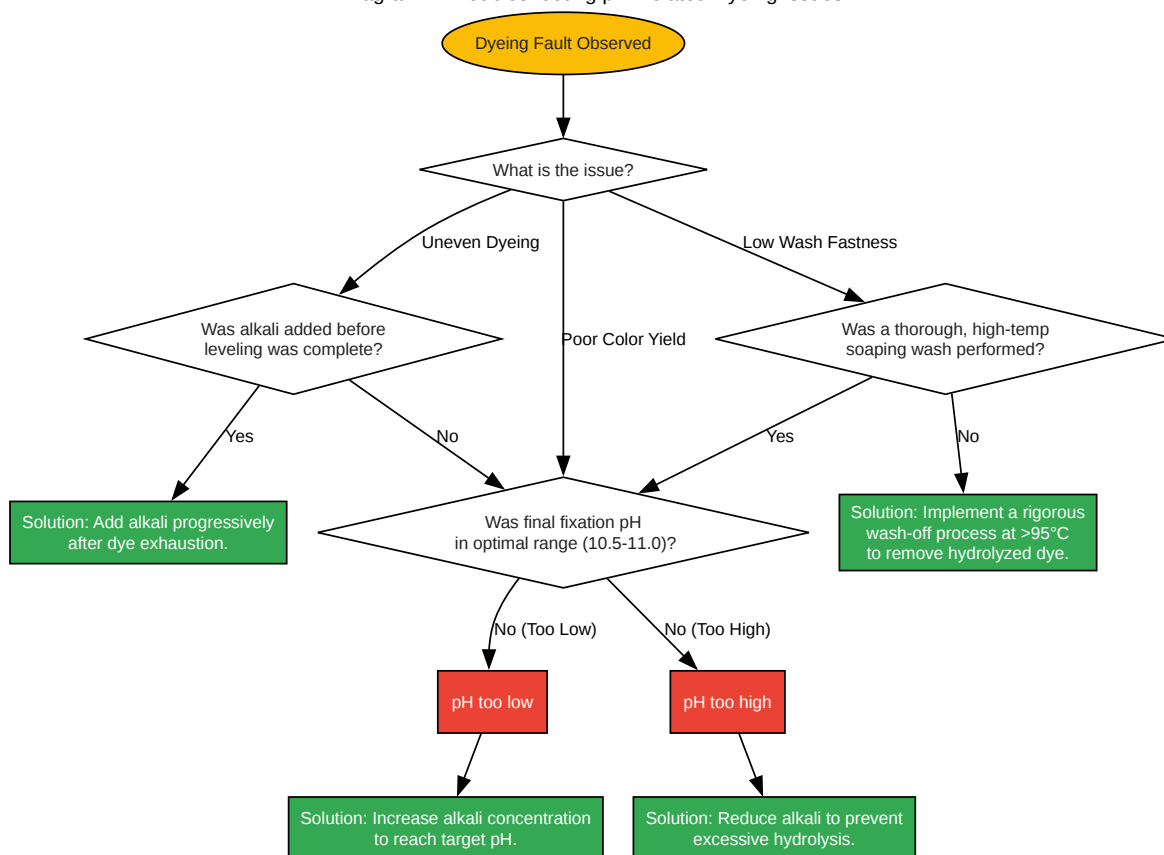 Dyeing Fault Observed
What is the issue?
Uneven Dyeing
Low Wash Fastness
Poor Color Yield
Was alkali added before
leveling was complete?
Was a thorough, high-temp
soaping wash performed?
Yes
No
Yes
No
Solution: Add alkali progressively
after dye exhaustion.
Was final fixation pH
in optimal range (10.5-11.0)?
Solution: Implement a rigorous
wash-off process at >95°C
to remove hydrolyzed dye.
No (Too Low)
No (Too High)
pH too low
pH too high
Solution: Increase alkali concentration
to reach target pH.
Solution: Reduce alkali to prevent
excessive hydrolysis.